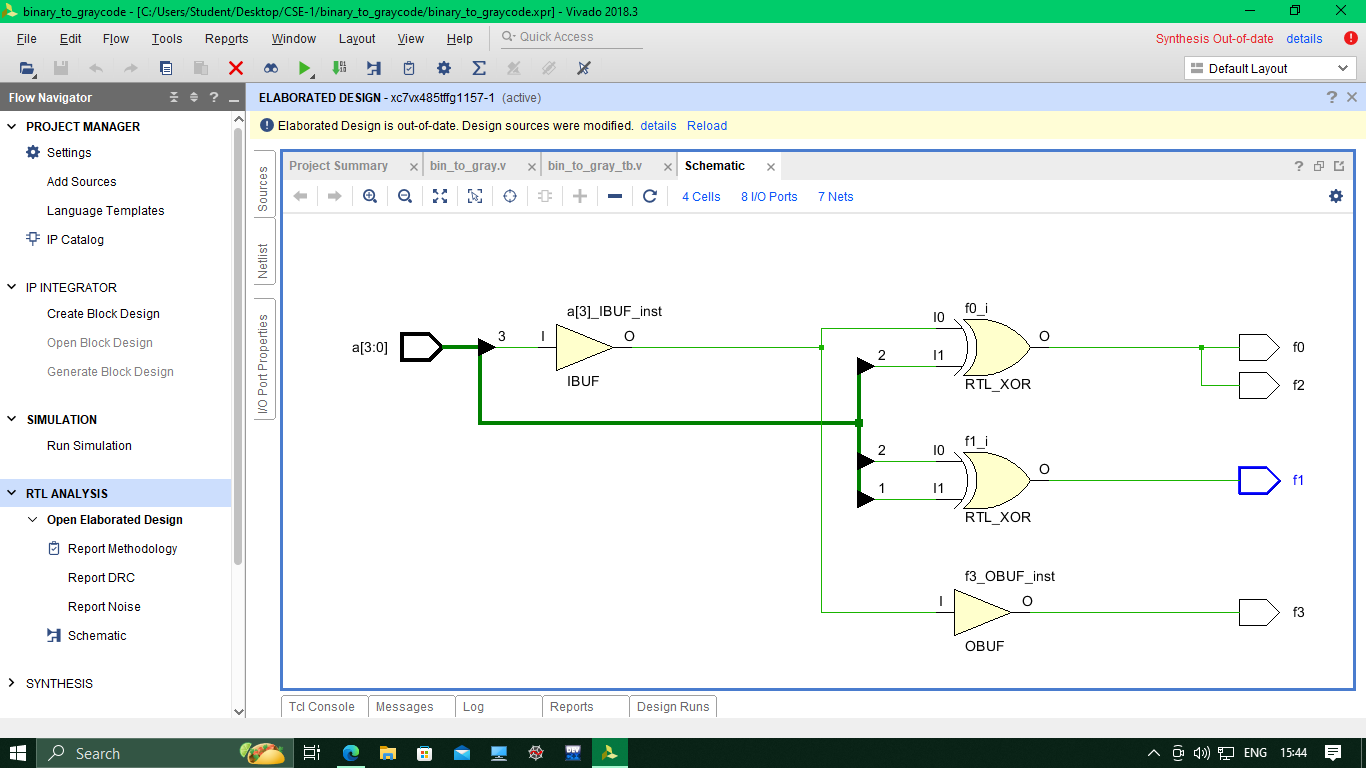 binary_to_graycode - [C:/Users/Student/Desktop/CSE-1/binary_to_graycode/binary_to_graycode.xpr] - Vivado 2018.3
File Edit Flow Tools Reports Window Layout View Help Quick Access Synthesis Out-of-date details
Default Layout
Flow Navigator
ELABORATED DESIGN - xc7vx485tffg1157-1 (active)
Elaborated Design is out-of-date. Design sources were modified. details Reload
PROJECT MANAGER
Settings
Add Sources
Language Templates
IP Catalog
IP INTEGRATOR
Create Block Design
Open Block Design
Generate Block Design
SIMULATION
Run Simulation
RTL ANALYSIS
Open Elaborated Design
Report Methodology
Report DRC
Report Noise
Schematic
SYNTHESIS
Sources
Netlist
I/O Port Properties
Project Summary bin_to_gray.v bin_to_gray_tb.v Schematic
4 Cells 8 I/O Ports 7 Nets
a[3:0]
3
a[3]_IBUF_inst
I O
IBUF
f0_i
I0
2 I1
O
RTL_XOR
f0
f2
f1_i
2 I0
1 I1
O
RTL_XOR
f1
f3_OBUF_inst
I O
OBUF
f3
Tcl Console Messages Log Reports Design Runs
Search
DEV
ENG 15:44